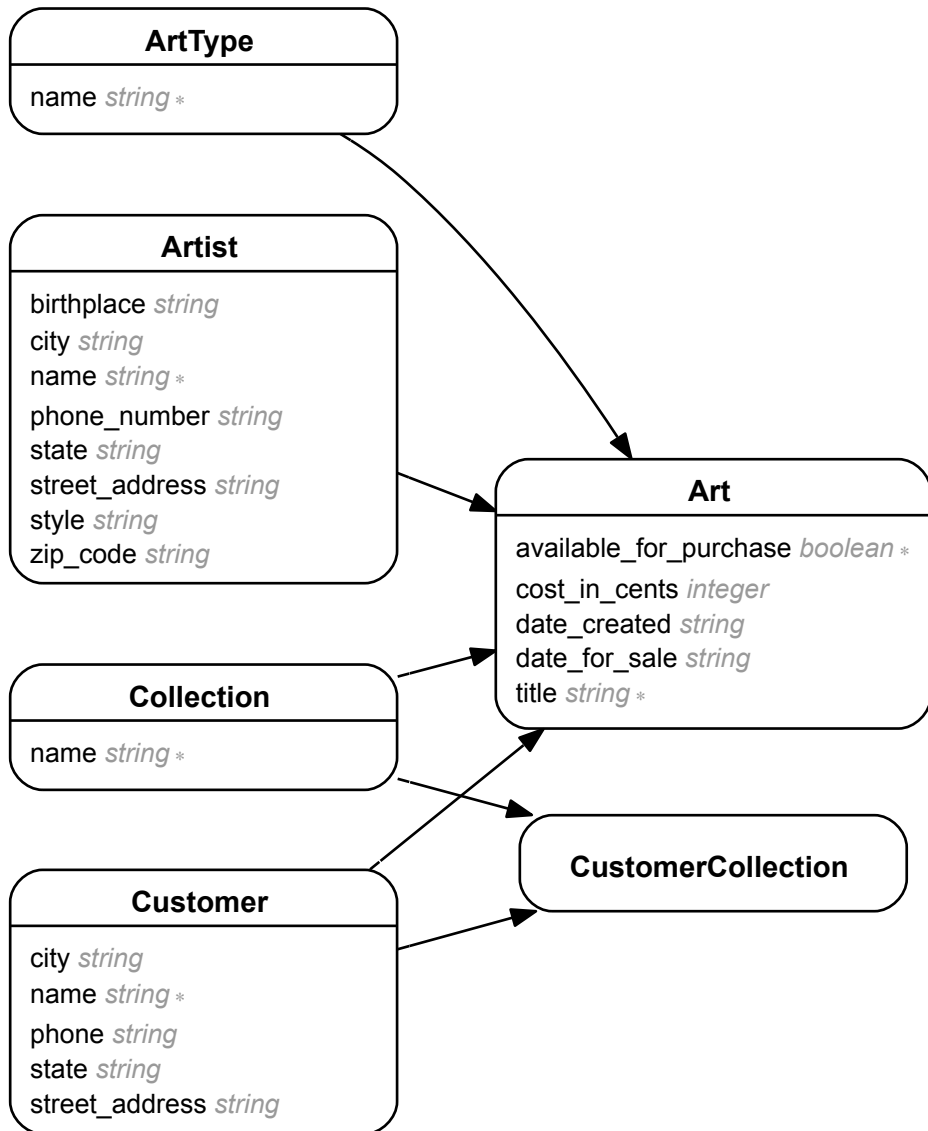 ArtType
name string *
Artist
birthplace string
city string
name string *
phone_number string
state string
street_address string
style string
zip_code string
Art
available_for_purchase boolean *
cost_in_cents integer
date_created string
date_for_sale string
title string *
Collection
name string *
CustomerCollection
Customer
city string
name string *
phone string
state string
street_address string